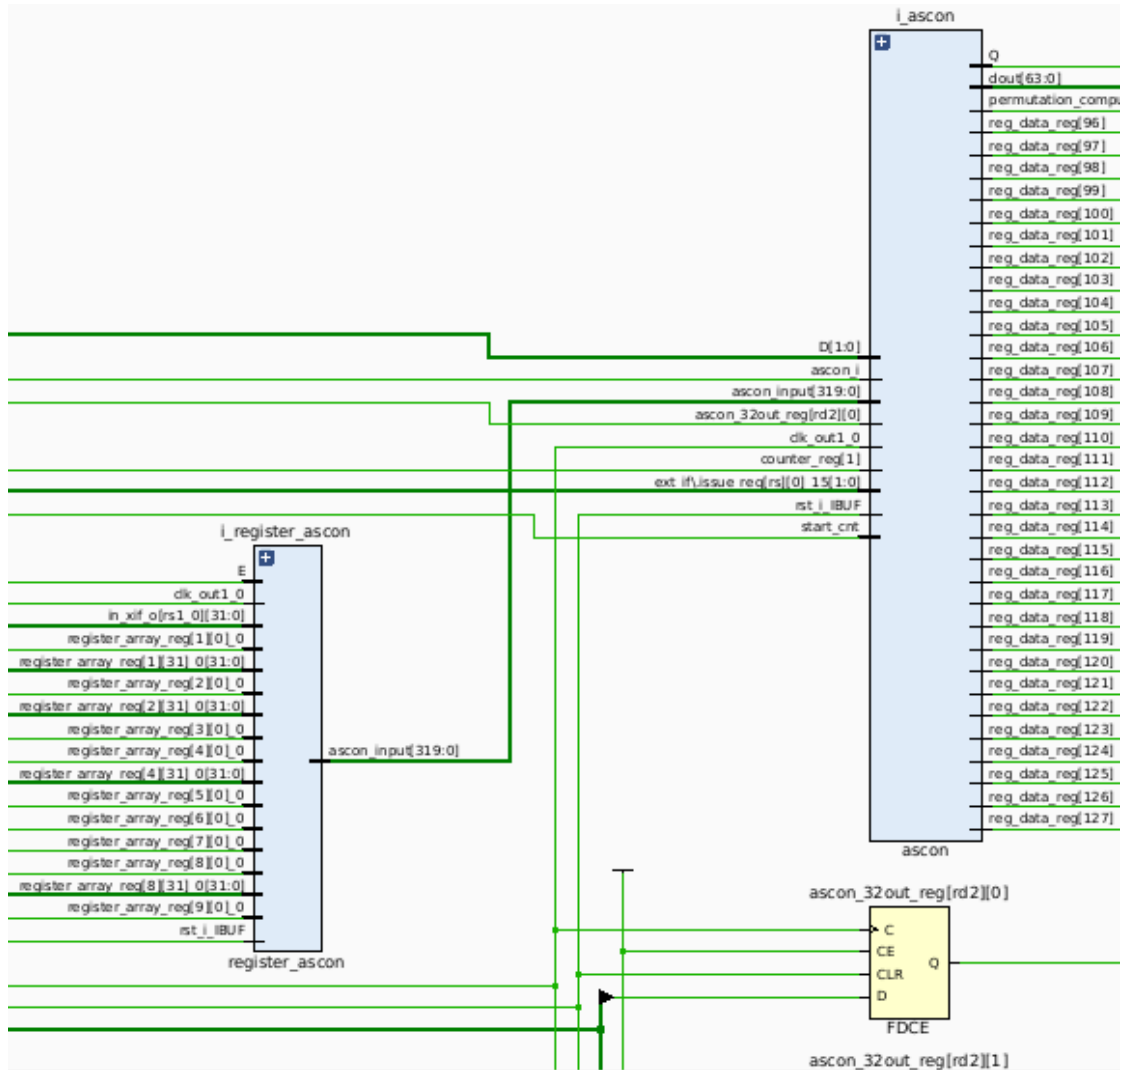 i_ascon
Q
dout[63:0]
permutation_compu
reg_data_reg[96]
reg_data_reg[97]
reg_data_reg[98]
reg_data_reg[99]
reg_data_reg[100]
reg_data_reg[101]
reg_data_reg[102]
reg_data_reg[103]
reg_data_reg[104]
reg_data_reg[105]
reg_data_reg[106]
reg_data_reg[107]
reg_data_reg[108]
reg_data_reg[109]
reg_data_reg[110]
reg_data_reg[111]
reg_data_reg[112]
reg_data_reg[113]
reg_data_reg[114]
reg_data_reg[115]
reg_data_reg[116]
reg_data_reg[117]
reg_data_reg[118]
reg_data_reg[119]
reg_data_reg[120]
reg_data_reg[121]
reg_data_reg[122]
reg_data_reg[123]
reg_data_reg[124]
reg_data_reg[125]
reg_data_reg[126]
reg_data_reg[127]
D[1:0]
ascon_i
ascon_input[319:0]
ascon_32out_reg[rd2][0]
clk_out1_0
counter_reg[1]
ext_if\.issue_req[rs][0]_15[1:0]
rst_i_IBUF
start_cnt
ascon
i_register_ascon
E
clk_out1_0
in_xif_o[rs1_0][31:0]
register_array_reg[1][0]_0
register_array_reg[1][31]_0[31:0]
register_array_reg[2][0]_0
register_array_reg[2][31]_0[31:0]
register_array_reg[3][0]_0
register_array_reg[4][0]_0
register_array_reg[4][31]_0[31:0]
register_array_reg[5][0]_0
register_array_reg[6][0]_0
register_array_reg[7][0]_0
register_array_reg[8][0]_0
register_array_reg[8][31]_0[31:0]
register_array_reg[9][0]_0
rst_i_IBUF
ascon_input[319:0]
register_ascon
ascon_32out_reg[rd2][0]
C
CE
CLR
D
Q
FDCE
ascon_32out_reg[rd2][1]